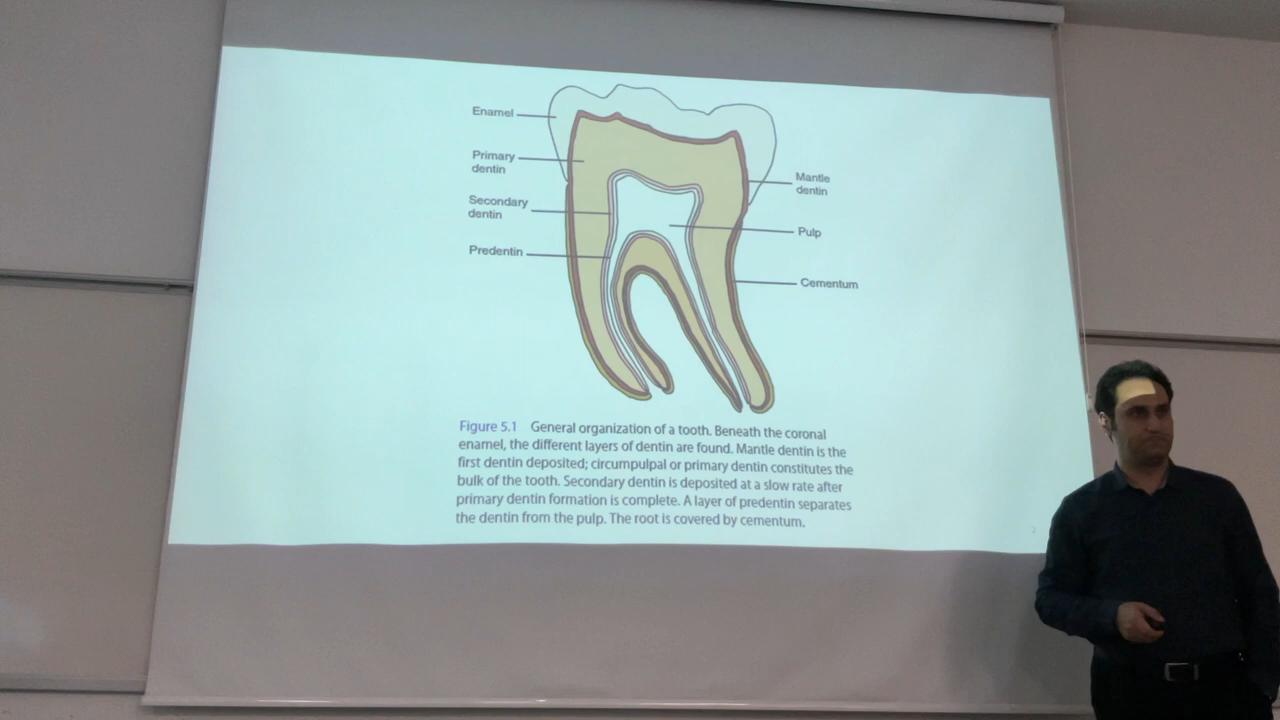 Enamel
Primary
dentin
Secondary
dentin
Predentin
Mantle
dentin
Pulp
Cementum
Figure 5.1 General organization of a tooth. Beneath the coronal
enamel, the different layers of dentin are found. Mantle dentin is the
first dentin deposited; circumpulpal or primary dentin constitutes the
bulk of the tooth. Secondary dentin is deposited at a slow rate after
primary dentin formation is complete. A layer of predentin separates
the dentin from the pulp. The root is covered by cementum.